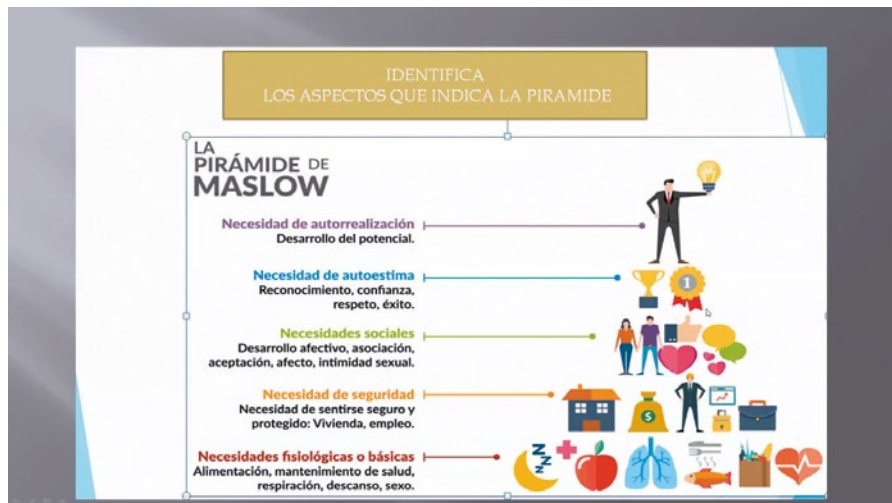 IDENTIFICA
LOS ASPECTOS QUE INDICA LA PIRAMIDE
LA
PIRÁMIDE DE
MASLOW
Necesidad de autorrealización
Desarrollo del potencial.
Necesidad de autoestima
Reconocimiento, confianza,
respeto, éxito.
1
Necesidades sociales
Desarrollo afectivo, asociación,
aceptación, afecto, intimidad sexual.
Necesidad de seguridad
Necesidad de sentirse seguro y
protegido: Vivienda, empleo.
$
Necesidades fisiológicas o básicas
Alimentación, mantenimiento de salud,
respiración, descanso, sexo.
z z z